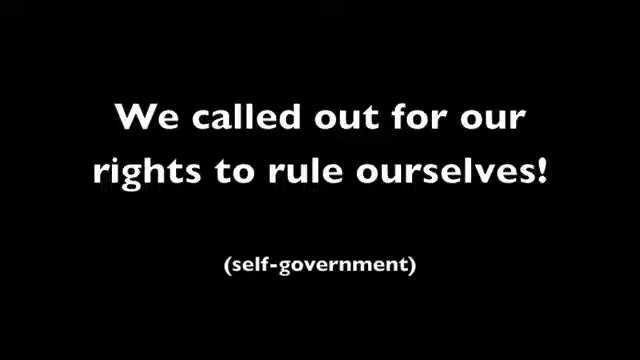 We called out for our
rights to rule ourselves!
(self-government)